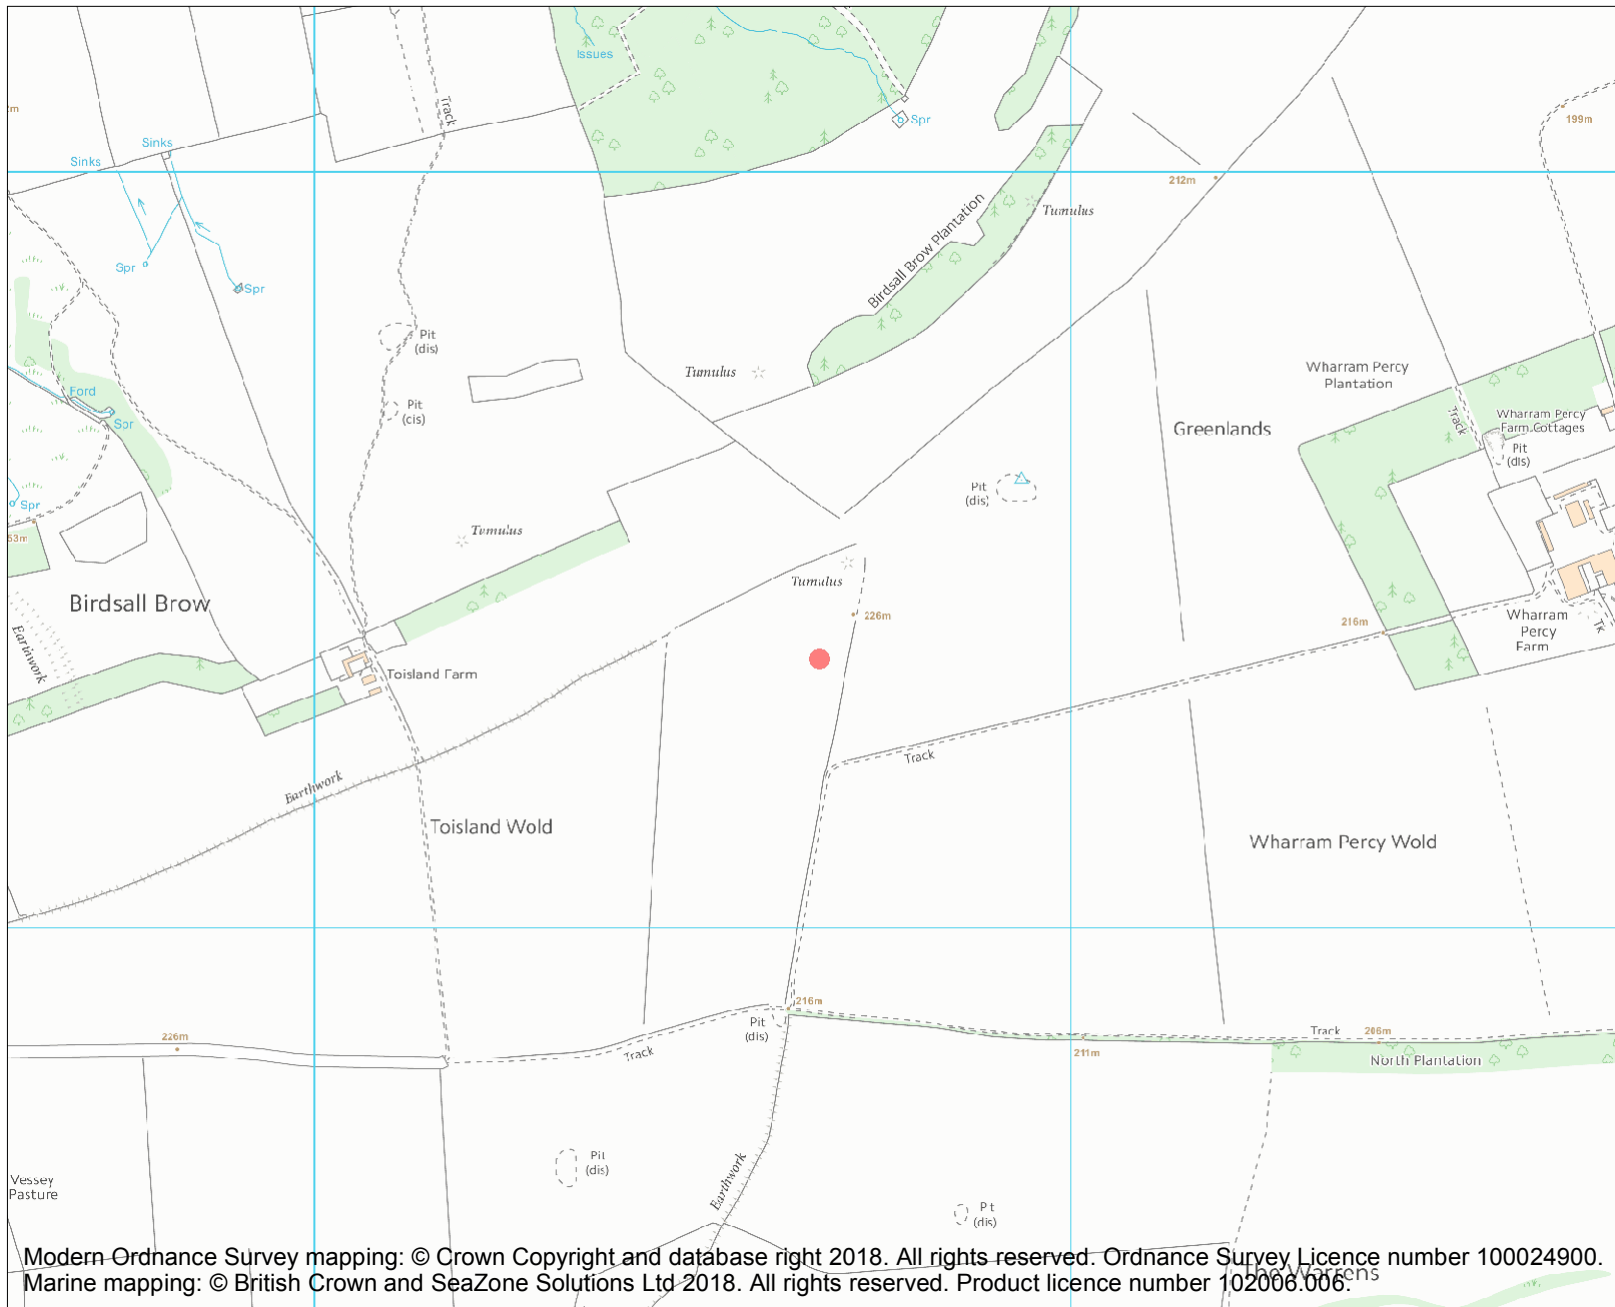 Issues
Track
Spr
199m
Sinks
Sinks
212m
Tumulus
Birdsall Brow Plantation
Spr
Spr
Pit
(dis)
Tumulus
Wharram Percy
Plantation
Ford
Spr
Pit
(cis)
Greenlands
Track
Wharram Percy
Farm Cottages
Pit
(dis)
Pit
(dis)
Spr
Tumulus
53m
Tumulus
Birdsall Brow
226m
216m
Wharram
Percy
Farm
Tk
Earthwork
Toisland Farm
Track
Earthwork
Toisland Wold
Wharram Percy Wold
216m
Pit
(dis)
226m
Track
211m
Track
206m
North Plantation
Pit
(dis)
Earthwork
Vessey
Pasture
P t
(dis)
Modern Ordnance Survey mapping: © Crown Copyright and database right 2018. All rights reserved. Ordnance Survey Licence number 100024900.
The Warrens
Marine mapping: © British Crown and SeaZone Solutions Ltd 2018. All rights reserved. Product licence number 102006.006.